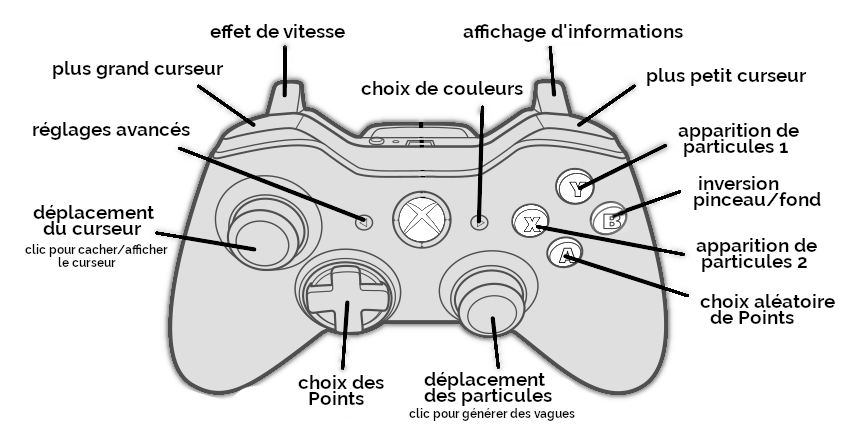 effet de vitesse
affichage d'informations
plus grand curseur
choix de couleurs
plus petit curseur
réglages avancés
apparition de
particules 1
inversion
pinceau/fond
déplacement
du curseur
clic pour cacher/afficher
le curseur
apparition de
particules 2
choix aléatoire
de Points
choix des
Points
déplacement
des particules
clic pour générer des vagues
Y
B
X
A